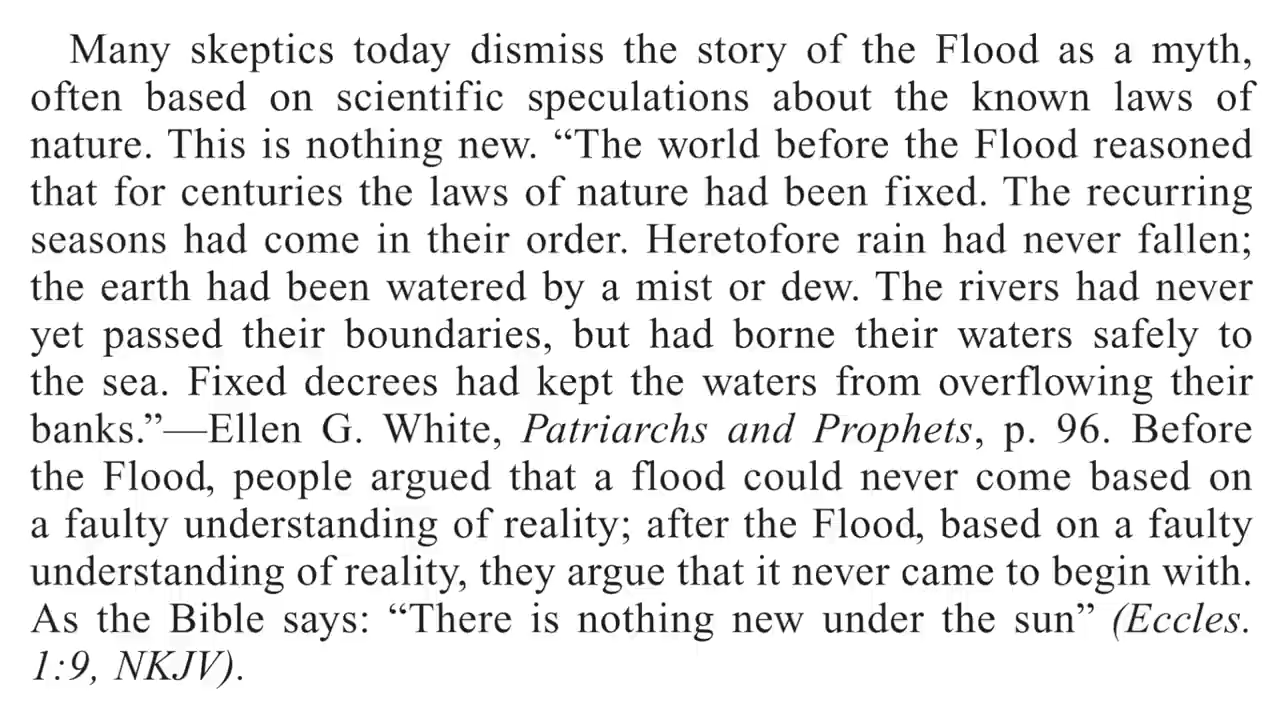 Many skeptics today dismiss the story of the Flood as a myth,
often based on scientific speculations about the known laws of
nature. This is nothing new. “The world before the Flood reasoned
that for centuries the laws of nature had been fixed. The recurring
seasons had come in their order. Heretofore rain had never fallen;
the earth had been watered by a mist or dew. The rivers had never
yet passed their boundaries, but had borne their waters safely to
the sea. Fixed decrees had kept the waters from overflowing their
banks.”—Ellen G. White, Patriarchs and Prophets, p. 96. Before
the Flood, people argued that a flood could never come based on
a faulty understanding of reality; after the Flood, based on a faulty
understanding of reality, they argue that it never came to begin with.
As the Bible says: “There is nothing new under the sun” (Eccles.
1:9, NKJV).